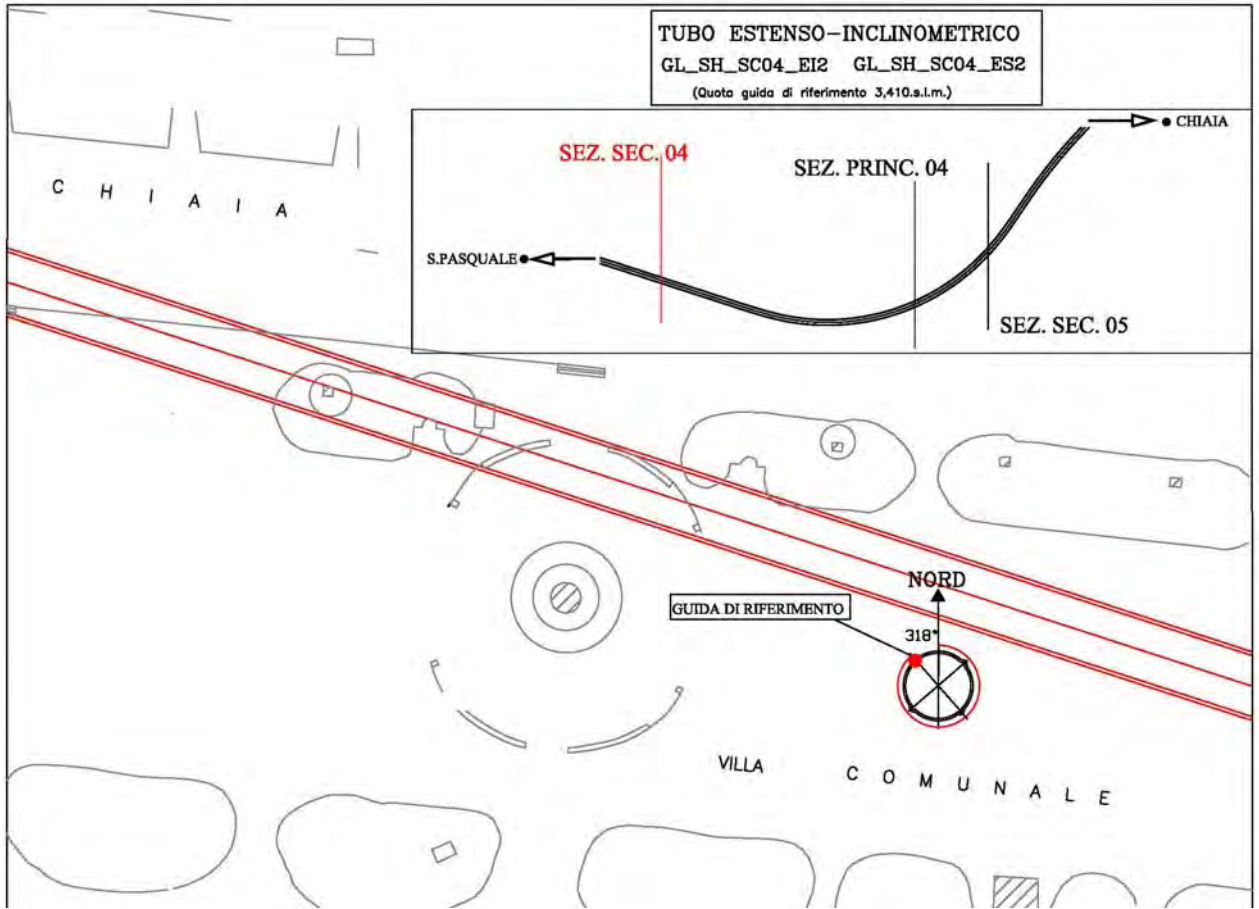 TUBO ESTENSO-INCLINOMETRICO
GL_SH_SC04_EI2 GL_SH_SC04_ES2
(Quota guida di riferimento 3,410.s.l.m.)
CHIAIA
SEZ. SEC. 04
SEZ. PRINC. 04
C H I A I A
S.PASQUALE
SEZ. SEC. 05
NORD
GUIDA DI RIFERIMENTO
318°
VILLA C O M U N A L E